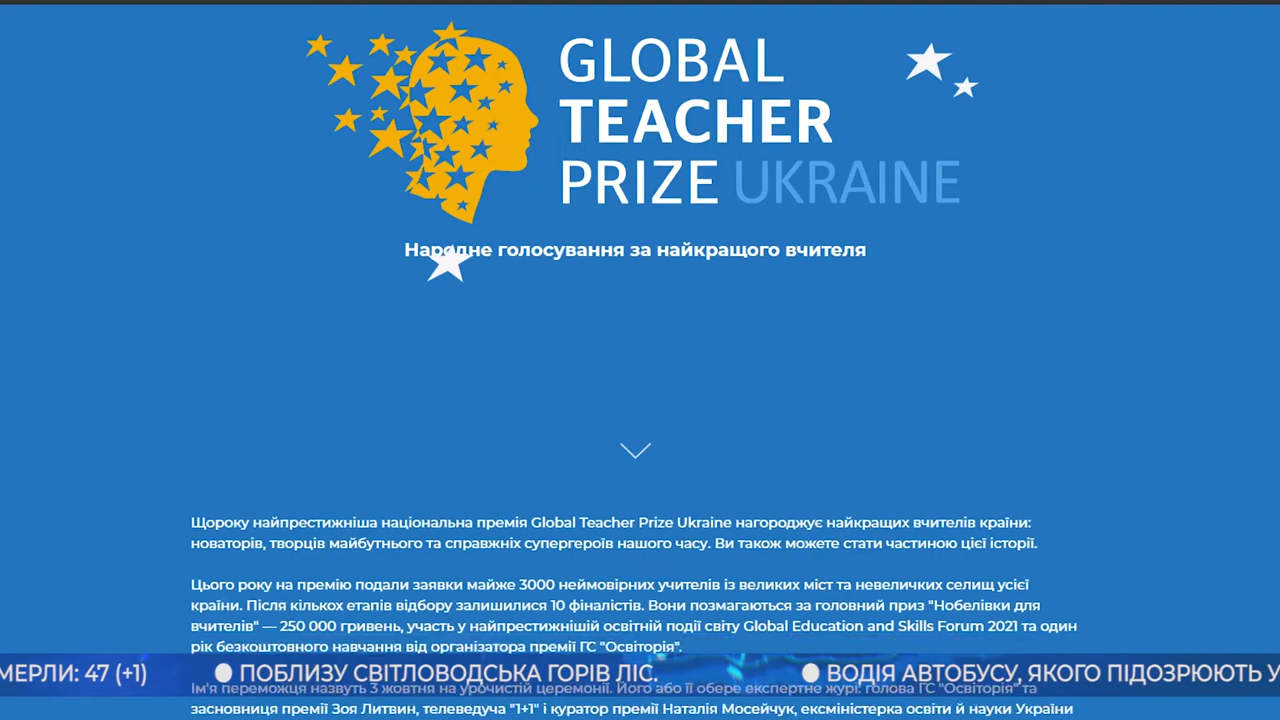 GLOBAL
TEACHER
PRIZE UKRAINE
Народне голосування за найкращого вчителя
Щороку найпрестижніша національна премія Global Teacher Prize Ukraine нагороджує найкращих вчителів країни:
новаторів, творців майбутнього та справжніх супергероїв нашого часу. Ви також можете стати частиною цієї історії.
Цього року на премію подали заявки майже 3000 неймовірних учителів із великих міст та невеличких селищ усієї
країни. Після кількох етапів відбору залишилися 10 фіналістів. Вони позмагаються за головний приз "Нобелівки для
вчителів" — 250 000 гривень, участь у найпрестижнішій освітній події світу Global Education and Skills Forum 2021 та один
рік безкоштовного навчання від організатора премії ГС "Освіторія".
МЕРЛИ: 47 (+1) ПОБЛИЗУ СВІТЛОВОДСЬКА ГОРІВ ЛІС. ВОДІЯ АВТОБУСУ, ЯКОГО ПІДОЗРЮЮТЬ У
Ім'я переможця назвуть 3 жовтня на урочистій церемонії. Його або її обере експертне журі: голова ГС "Освіторія" та
засновниця премії Зоя Литвин, телеведуча "1+1" і куратор премії Наталія Мосейчук, ексміністерка освіти й науки України